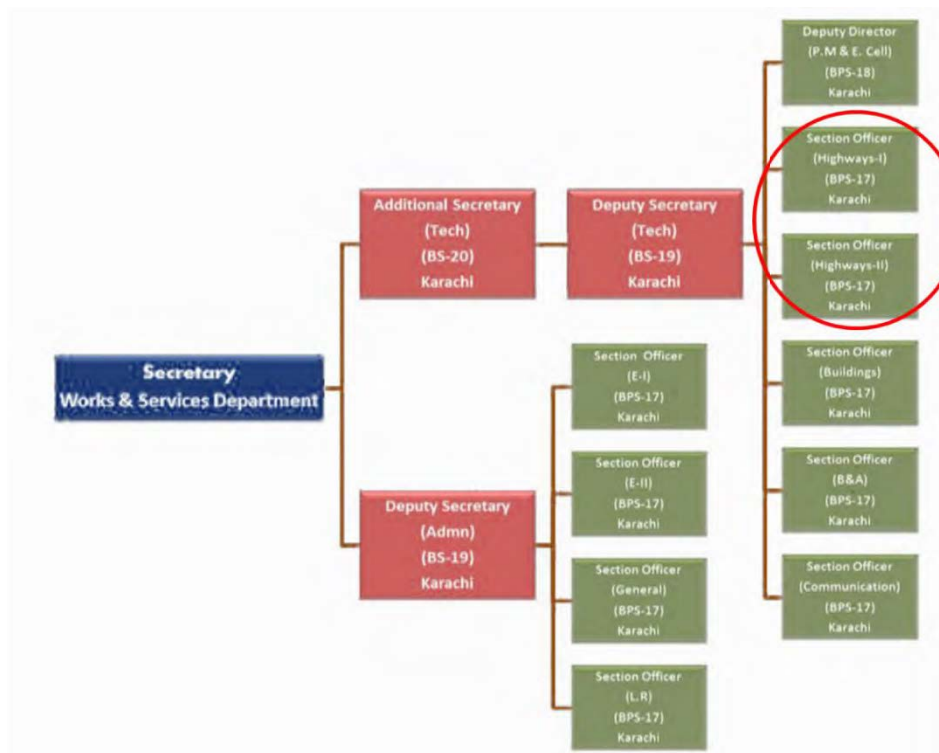 Secretary
Works & Services Department
Additional Secretary
(Tech)
(BS-20)
Karachi
Deputy Secretary
(Tech)
(BS-19)
Karachi
Deputy Director
(P.M & E. Cell)
(BPS-18)
Karachi
Section Officer
(Highways-I)
(BPS-17)
Karachi
Section Officer
(Highways-II)
(BPS-17)
Karachi
Section Officer
(Buildings)
(BPS-17)
Karachi
Section Officer
(B&A)
(BPS-17)
Karachi
Section Officer
(Communication)
(BPS-17)
Karachi
Deputy Secretary
(Admn)
(BS-19)
Karachi
Section Officer
(E-I)
(BPS-17)
Karachi
Section Officer
(E-II)
(BPS-17)
Karachi
Section Officer
(General)
(BPS-17)
Karachi
Section Officer
(L.R)
(BPS-17)
Karachi